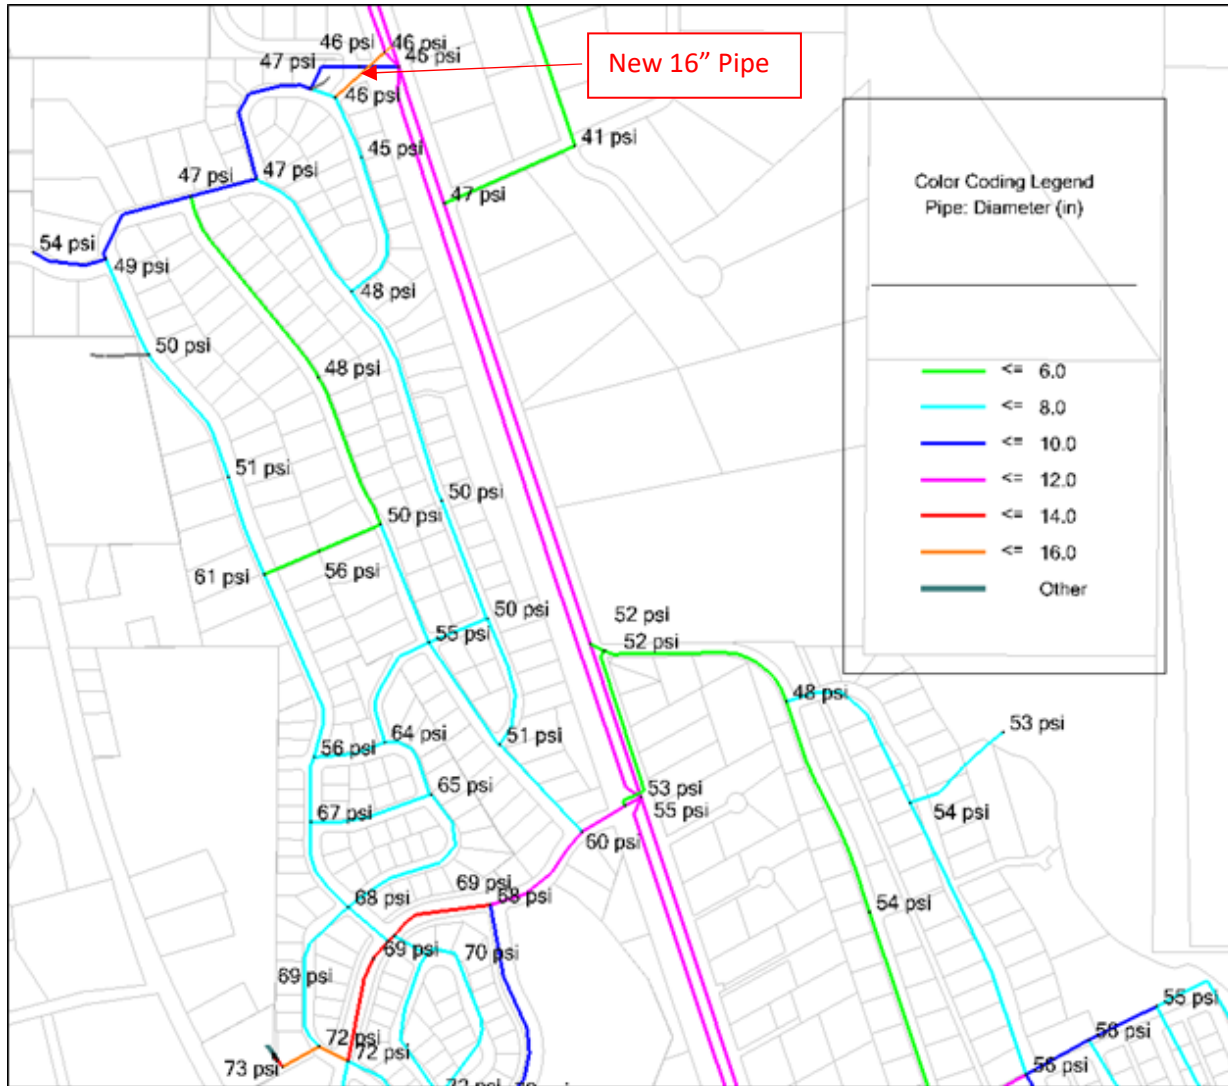 46 psi
46 psi
45 psi
47 psi
New 16” Pipe
46 psi
41 psi
45 psi
47 psi
47 psi
47 psi
Color Coding Legend
Pipe: Diameter (in)
54 psi
49 psi
48 psi
50 psi
48 psi
<= 6.0
<= 8.0
<= 10.0
<= 12.0
<= 14.0
<= 16.0
Other
51 psi
50 psi
50 psi
56 psi
61 psi
50 psi
55 psi
52 psi
52 psi
48 psi
53 psi
51 psi
64 psi
56 psi
65 psi
53 psi
55 psi
54 psi
67 psi
60 psi
69 psi
68 psi
68 psi
54 psi
69 psi
70 psi
69 psi
55 psi
72 psi
72 psi
73 psi
56 psi
72 psi